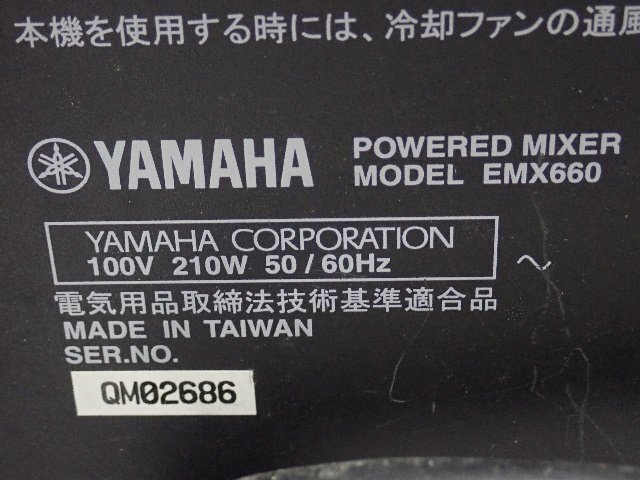 本機を使用する時には、冷却ファンの通風
YAMAHA
POWERED MIXER
MODEL EMX660
YAMAHA CORPORATION
100V 210W 50/60Hz
～
電気用品取締法技術基準適合品
MADE IN TAIWAN
SER.NO.
QM02686